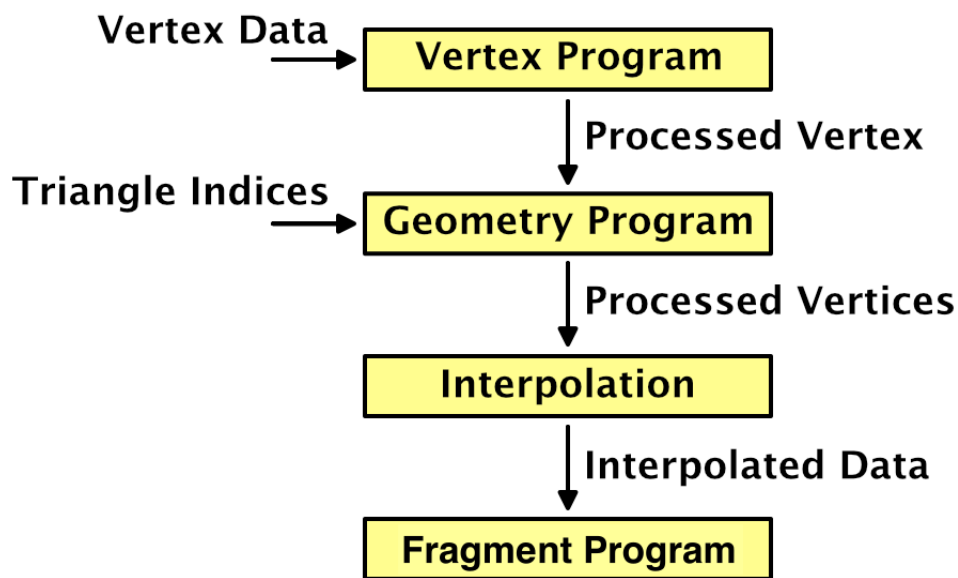 Vertex Data
Vertex Program
Processed Vertex
Triangle Indices
Geometry Program
Processed Vertices
Interpolation
Interpolated Data
Fragment Program